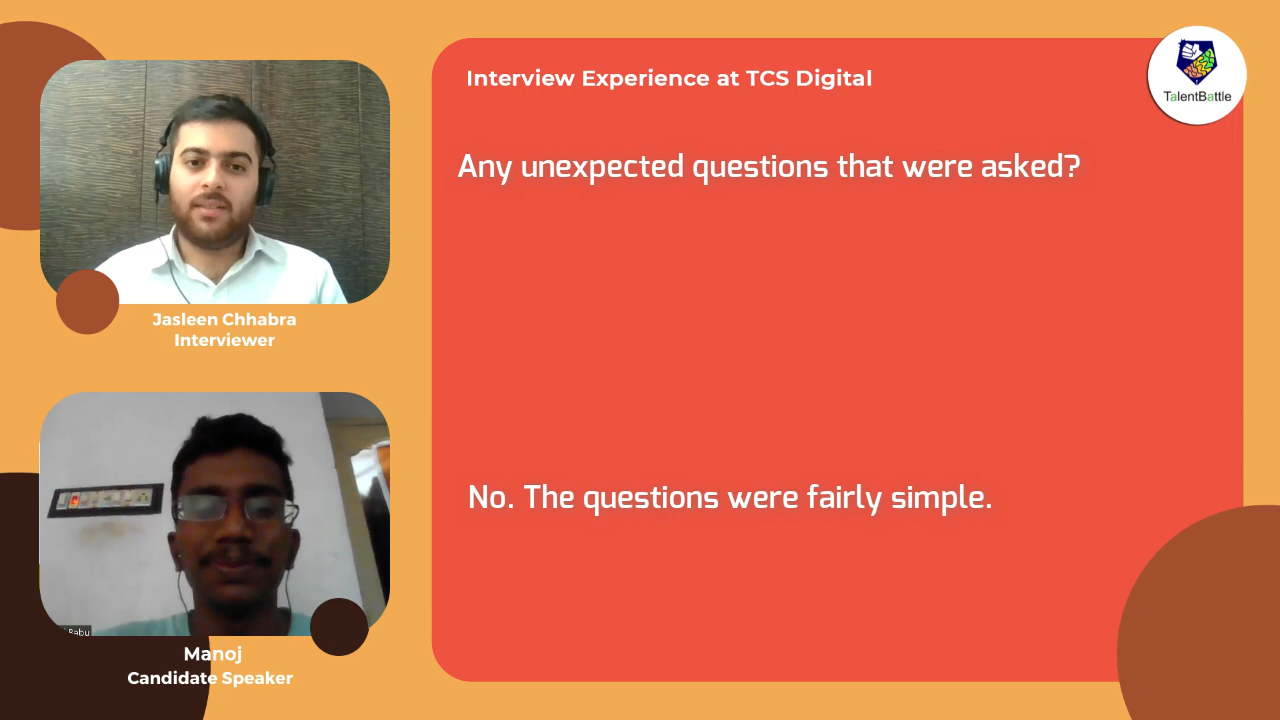 Interview Experience at TCS Digital
TalentBattle
Any unexpected questions that were asked?
Jasleen Chhabra
Interviewer
No. The questions were fairly simple.
Babu
Manoj
Candidate Speaker